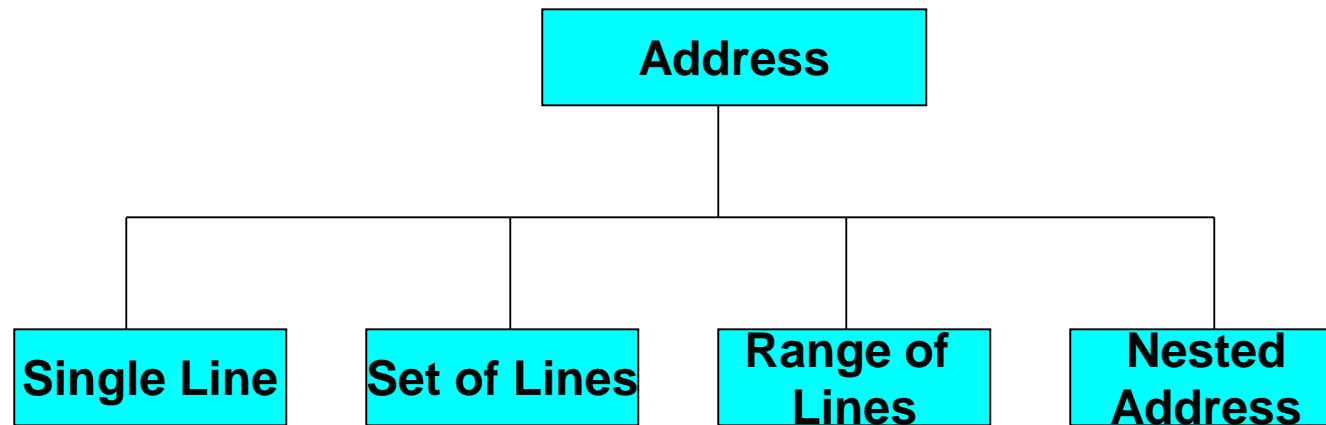 Address
Single Line
Set of Lines
Range of
Lines
Nested
Address